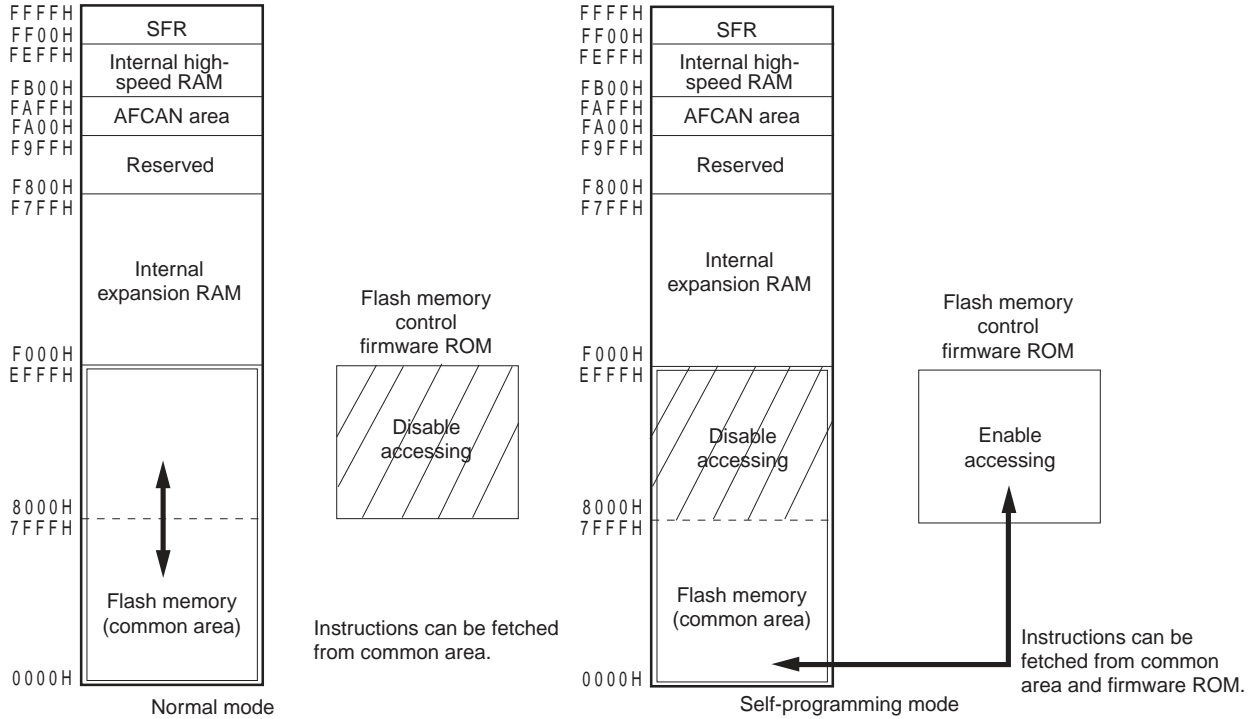 FFFFH
SFR
FF00H
FEFFH
Internal high-
speed RAM
FB00H
FAFFH
AFCAN area
FA00H
F9FFH
Reserved
F800H
F7FFH
Internal
expansion RAM
F000H
EFFFH
8000H
7FFFH
Flash memory
(common area)
0000H
Normal mode
Flash memory
control
firmware ROM
Disable
accessing
Instructions can be fetched
from common area.
FFFFH
SFR
FF00H
FEFFH
Internal high-
speed RAM
FB00H
FAFFH
AFCAN area
FA00H
F9FFH
Reserved
F800H
F7FFH
Internal
expansion RAM
F000H
EFFFH
Disable
accessing
8000H
7FFFH
Flash memory
(common area)
0000H
Self-programming mode
Flash memory
control
firmware ROM
Enable
accessing
Instructions can be
fetched from common
area and firmware ROM.